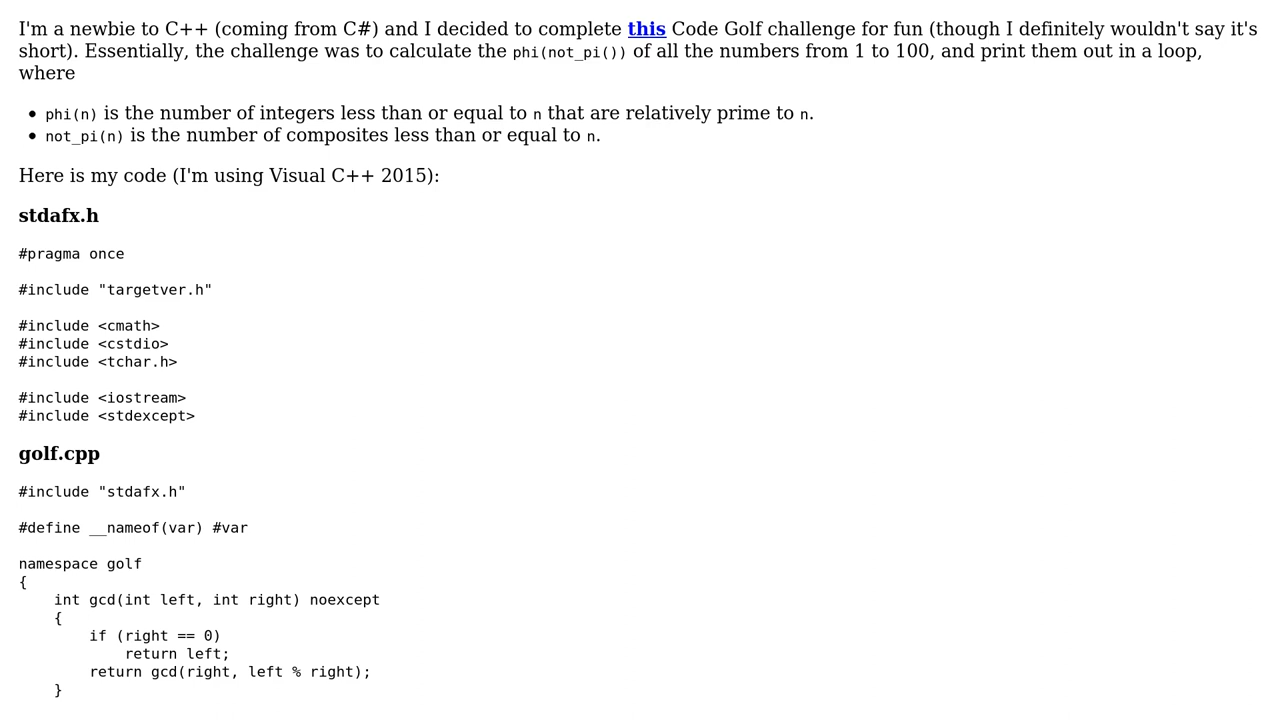 I'm a newbie to C++ (coming from C#) and I decided to complete this Code Golf challenge for fun (though I definitely wouldn't say it's
short). Essentially, the challenge was to calculate the phi(not_pi()) of all the numbers from 1 to 100, and print them out in a loop,
where
• phi(n) is the number of integers less than or equal to n that are relatively prime to n.
• not_pi(n) is the number of composites less than or equal to n.
Here is my code (I'm using Visual C++ 2015):
stdafx.h
#pragma once
#include "targetver.h"
#include <cmath>
#include <cstdio>
#include <tchar.h>
#include <iostream>
#include <stdexcept>
golf.cpp
#include "stdafx.h"
#define __nameof(var) #var
namespace golf
{
    int gcd(int left, int right) noexcept
    {
        if (right == 0)
            return left;
        return gcd(right, left % right);
    }